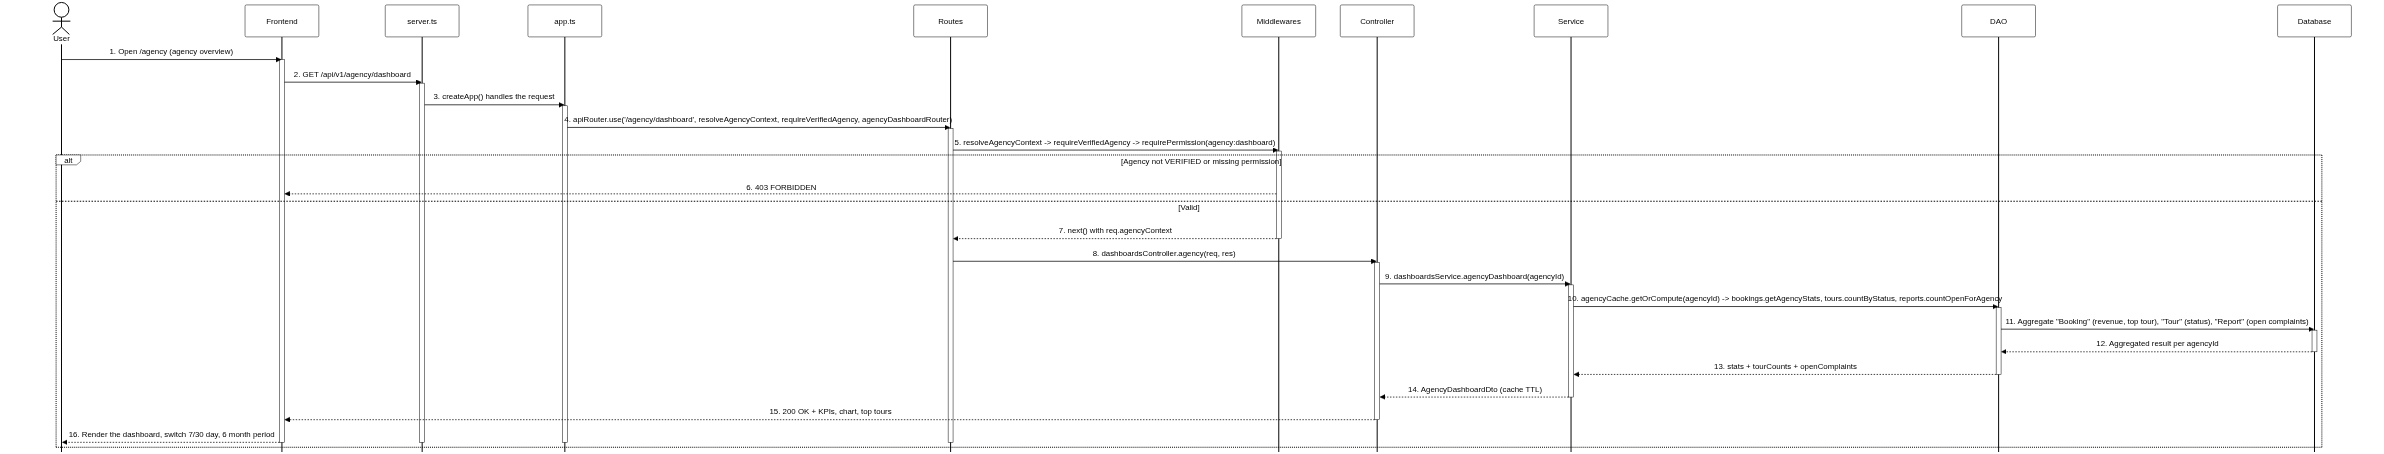 User
Frontend
server.ts
app.ts
Routes
Middlewares
Controller
Service
DAO
Database
1. Open /agency (agency overview)
2. GET /api/v1/agency/dashboard
3. createApp() handles the request
4. apiRouter.use('/agency/dashboard', resolveAgencyContext, requireVerifiedAgency, agencyDashboardRouter)
5. resolveAgencyContext -> requireVerifiedAgency -> requirePermission(agency:dashboard)
alt
[Agency not VERIFIED or missing permission]
6. 403 FORBIDDEN
[Valid]
7. next() with req.agencyContext
8. dashboardsController.agency(req, res)
9. dashboardsService.agencyDashboard(agencyId)
10. agencyCache.getOrCompute(agencyId) -> bookings.getAgencyStats, tours.countByStatus, reports.countOpenForAgency
11. Aggregate "Booking" (revenue, top tour), "Tour" (status), "Report" (open complaints)
12. Aggregated result per agencyId
13. stats + tourCounts + openComplaints
14. AgencyDashboardDto (cache TTL)
15. 200 OK + KPIs, chart, top tours
16. Render the dashboard, switch 7/30 day, 6 month period